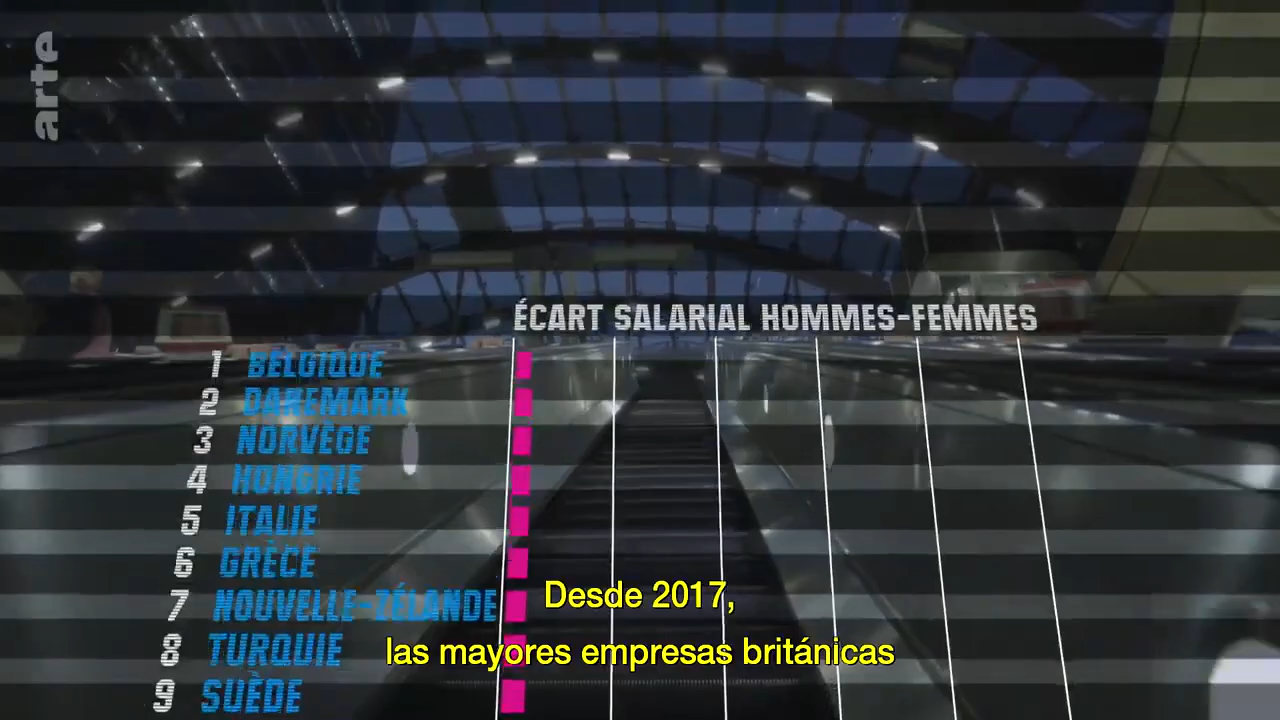 arte
ÉCART SALARIAL HOMMES-FEMMES
1 BELGIQUE
2 DANEMARK
3 NORVÈGE
4 HONGRIE
5 ITALIE
6 GRÈCE
7 NOUVELLE-ZÉLANDE
8 TURQUIE
9 SUÈDE
Desde 2017,
las mayores empresas británicas